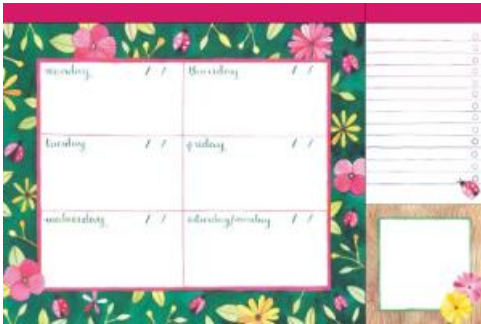 monday / /
thursday / /
tuesday / /
friday / /
wednesday / /
saturday/sunday / /